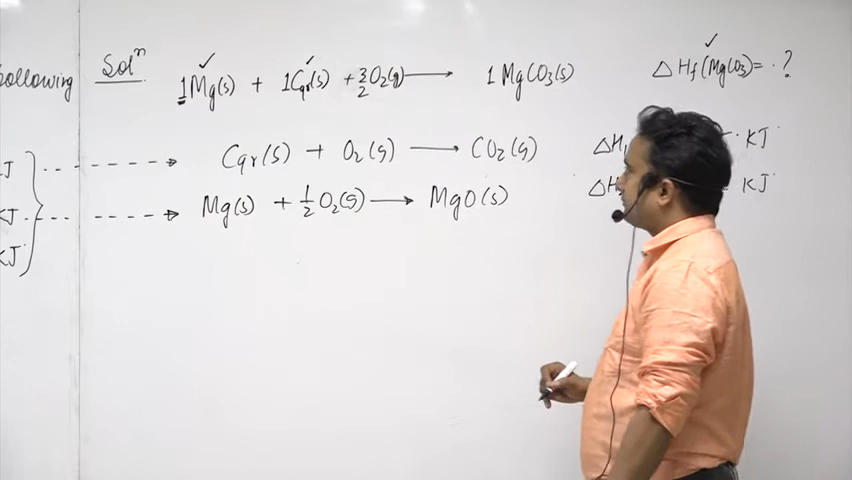 following Solⁿ
1Mg(s) + 1Cgr(s) + 3/2 O₂(g) → 1 MgCO₃(s) ΔHf(MgCO₃) = ?
J Cgr(s) + O₂(g) → CO₂(g) ΔH₁ KJ
KJ Mg(s) + 1/2 O₂(g) → MgO(s) ΔH KJ
KJ